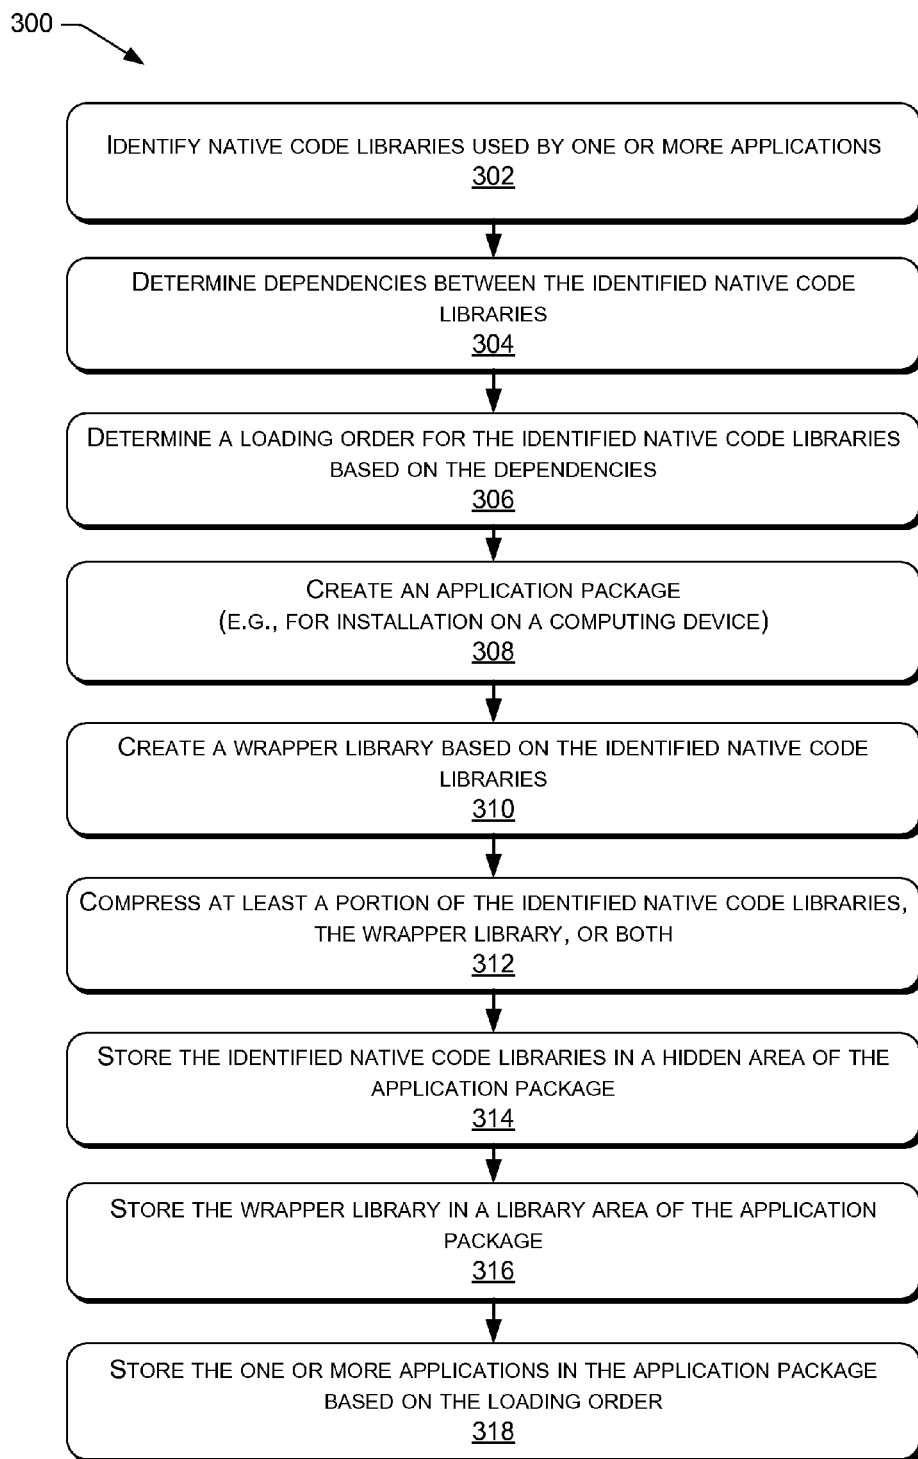 300
IDENTIFY NATIVE CODE LIBRARIES USED BY ONE OR MORE APPLICATIONS
302
DETERMINE DEPENDENCIES BETWEEN THE IDENTIFIED NATIVE CODE
LIBRARIES
304
DETERMINE A LOADING ORDER FOR THE IDENTIFIED NATIVE CODE LIBRARIES
BASED ON THE DEPENDENCIES
306
CREATE AN APPLICATION PACKAGE
(E.G., FOR INSTALLATION ON A COMPUTING DEVICE)
308
CREATE A WRAPPER LIBRARY BASED ON THE IDENTIFIED NATIVE CODE
LIBRARIES
310
COMPRESS AT LEAST A PORTION OF THE IDENTIFIED NATIVE CODE LIBRARIES,
THE WRAPPER LIBRARY, OR BOTH
312
STORE THE IDENTIFIED NATIVE CODE LIBRARIES IN A HIDDEN AREA OF THE
APPLICATION PACKAGE
314
STORE THE WRAPPER LIBRARY IN A LIBRARY AREA OF THE APPLICATION
PACKAGE
316
STORE THE ONE OR MORE APPLICATIONS IN THE APPLICATION PACKAGE
BASED ON THE LOADING ORDER
318